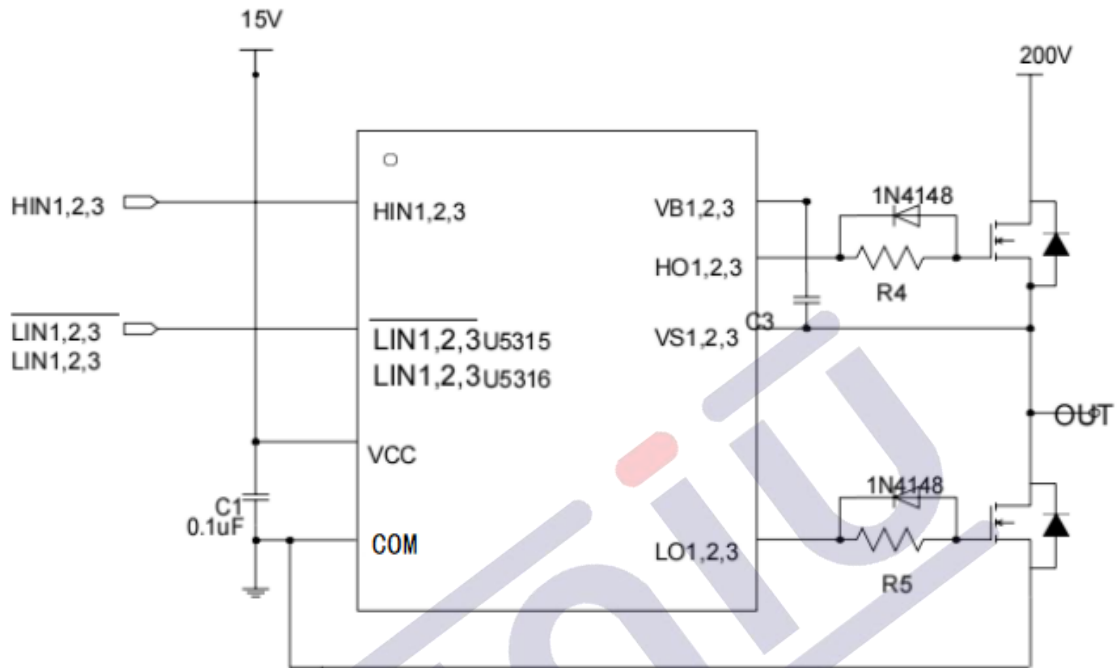 15V
200V
HIN1,2,3
HIN1,2,3
VB1,2,3
1N4148
HO1,2,3
R4
LIN1,2,3
LIN1,2,3
LIN1,2,3U5315
LIN1,2,3U5316
C3
VS1,2,3
OUT
VCC
C1
0.1uF
COM
1N4148
LO1,2,3
R5